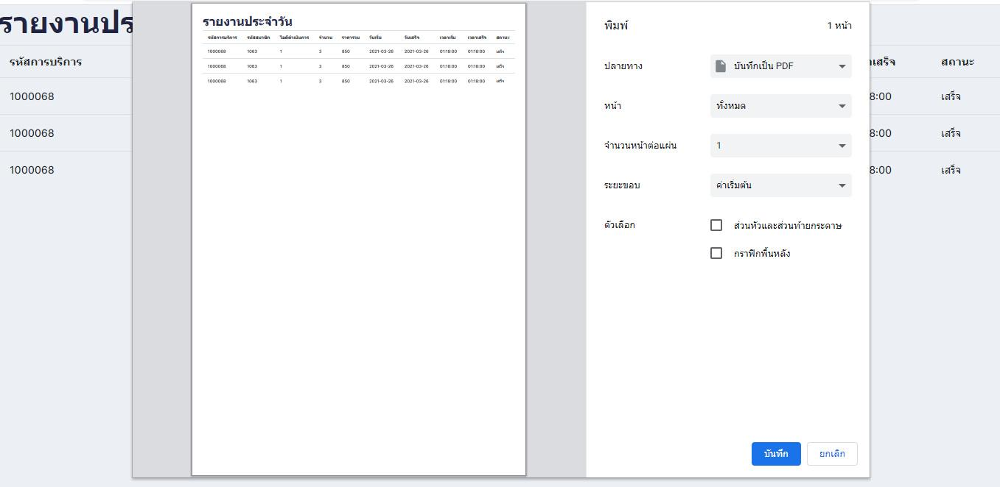 รายงานประ
รหัสการบริการ
1000068
1000068
1000068
รายงานประจำวัน
รหัสการบริการ รหัสสมาชิก ไอดีดำเนินการ จำนวน ราคารวม วันเริ่ม วันเสร็จ เวลาเริ่ม เวลาเสร็จ สถานะ
1000068 1063 1 3 850 2021-03-26 2021-03-26 01:18:00 01:18:00 เสร็จ
1000068 1063 1 3 850 2021-03-26 2021-03-26 01:18:00 01:18:00 เสร็จ
1000068 1063 1 3 850 2021-03-26 2021-03-26 01:18:00 01:18:00 เสร็จ
พิมพ์ 1 หน้า
ปลายทาง บันทึกเป็น PDF
หน้า ทั้งหมด
จำนวนหน้าต่อแผ่น 1
ระยะขอบ ค่าเริ่มต้น
ตัวเลือก ส่วนหัวและส่วนท้ายกระดาษ
กราฟิกพื้นหลัง
บันทึก ยกเลิก
าเสร็จ สถานะ
8:00 เสร็จ
8:00 เสร็จ
8:00 เสร็จ